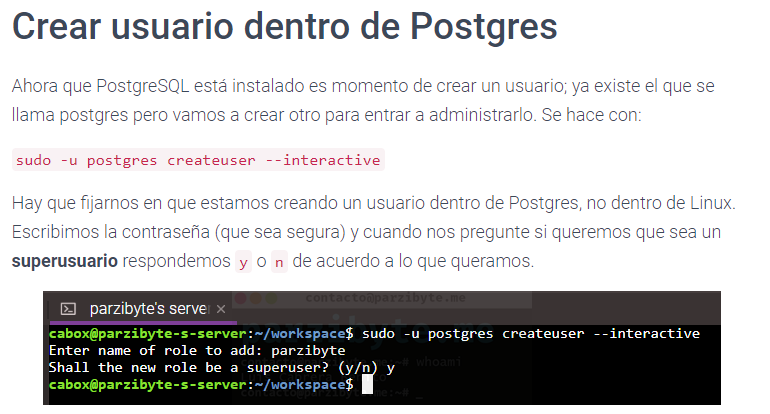 Crear usuario dentro de Postgres
Ahora que PostgreSQL está instalado es momento de crear un usuario; ya existe el que se
llama postgres pero vamos a crear otro para entrar a administrarlo. Se hace con:
sudo -u postgres createuser --interactive
Hay que fijarnos en que estamos creando un usuario dentro de Postgres, no dentro de Linux.
Escribimos la contraseña (que sea segura) y cuando nos pregunte si queremos que sea un
superusuario respondemos y o n de acuerdo a lo que queramos.
contacto@parzibyte.me
parzibyte's server
cabox@parzibyte-s-server:~/workspace$ sudo -u postgres createuser --interactive
Enter name of role to add: parzibyte
whoami
Shall the new role be a superuser? (y/n) y
cabox@parzibyte-s-server:~/workspace$